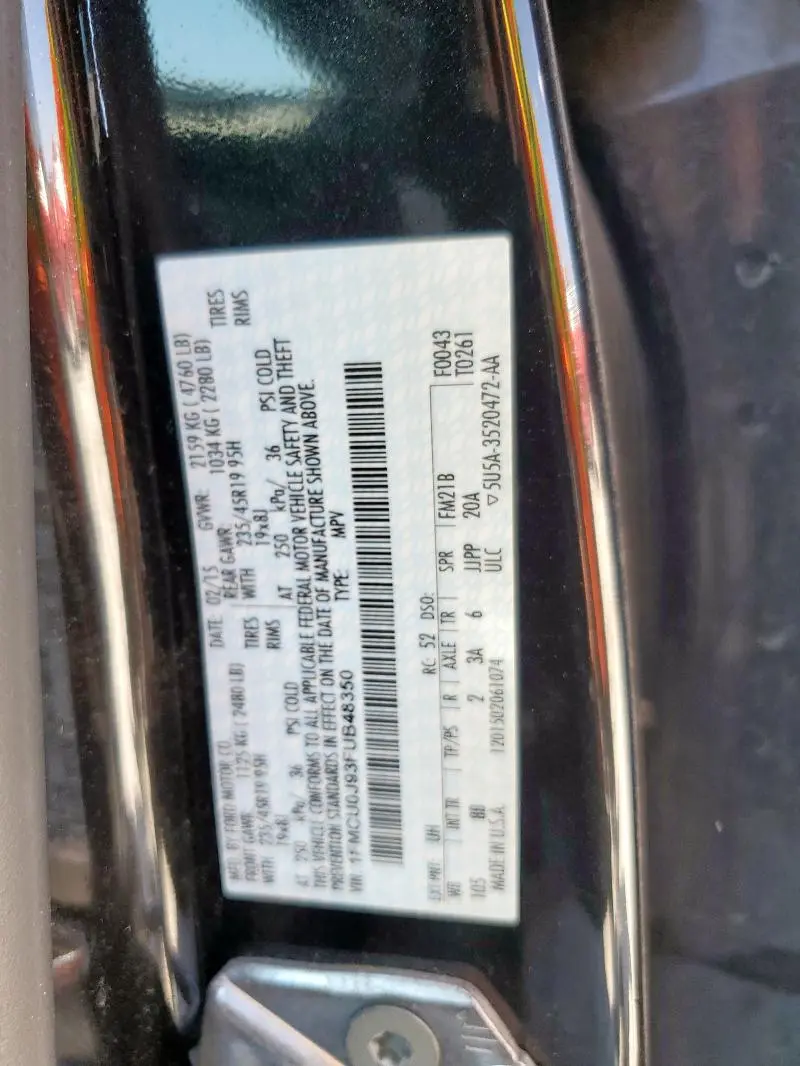 MFD. BY FORD MOTOR CO. DATE: 02/15 GVWR: 2159 KG ( 4760 LB)
FRONT GAWR: 1125 KG ( 2480 LB) REAR GAWR: 1034 KG ( 2280 LB)
WITH 235/45R19 95H TIRES WITH 235/45R19 95H TIRES
19x8J RIMS 19x8J RIMS
AT 250 kPa/ 36 PSI COLD AT 250 kPa/ 36 PSI COLD
THIS VEHICLE CONFORMS TO ALL APPLICABLE FEDERAL MOTOR VEHICLE SAFETY AND THEFT
PREVENTION STANDARDS IN EFFECT ON THE DATE OF MANUFACTURE SHOWN ABOVE.
VIN: 1FMCU0J93FUB48350 TYPE: MPV
EXT PNT: UH RC: 52 DSO:
WB INT TR TP/PS R AXLE TR SPR FM21B F0043
105 2 3A 6 JJPP 20A T0261
MADE IN U.S.A. 1201502061074 ULC ▽5U5A-3520472-AA